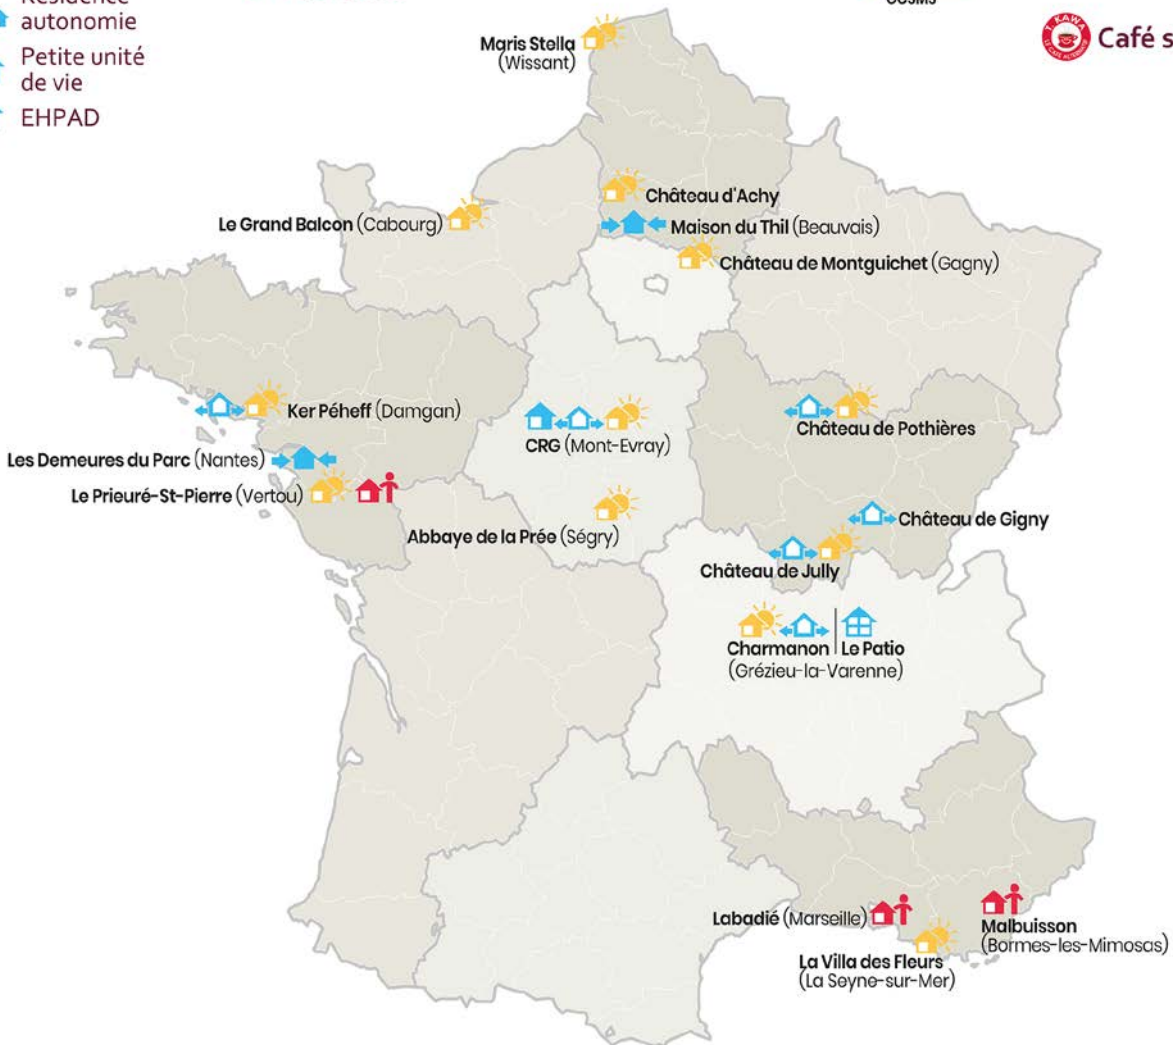 autonomie
Petite unité
de vie
EHPAD
T. KAWA
Café s
Maris Stella
(Wissant)
Château d'Achy
Le Grand Balcon (Cabourg)
Maison du Thil (Beauvais)
Château de Montguichet (Gagny)
Ker Péheff (Damgan)
CRG (Mont-Evray)
Château de Pothières
Les Demeures du Parc (Nantes)
Le Prieuré-St-Pierre (Vertou)
Abbaye de la Prée (Ségry)
Château de Gigny
Château de Jully
Charmanon | Le Patio
(Grézieu-la-Varenne)
Labadié (Marseille)
Malbuisson
(Bormes-les-Mimosas)
La Villa des Fleurs
(La Seyne-sur-Mer)